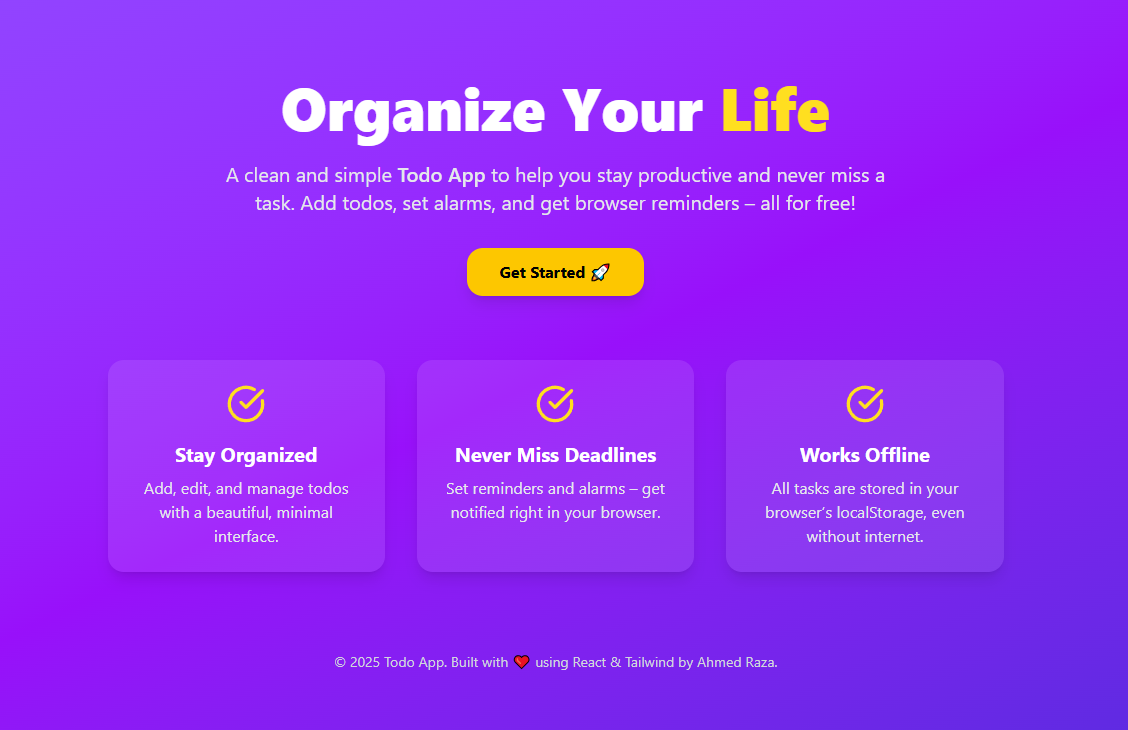 Organize Your Life
A clean and simple Todo App to help you stay productive and never miss a
task. Add todos, set alarms, and get browser reminders – all for free!
Get Started 🚀
Stay Organized
Add, edit, and manage todos
with a beautiful, minimal
interface.
Never Miss Deadlines
Set reminders and alarms – get
notified right in your browser.
Works Offline
All tasks are stored in your
browser’s localStorage, even
without internet.
© 2025 Todo App. Built with ❤️ using React & Tailwind by Ahmed Raza.